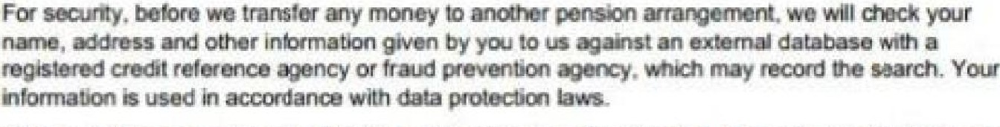 For security, before we transfer any money to another pension arrangement, we will check your
name, address and other information given by you to us against an external database with a
registered credit reference agency or fraud prevention agency, which may record the search. Your
information is used in accordance with data protection laws.